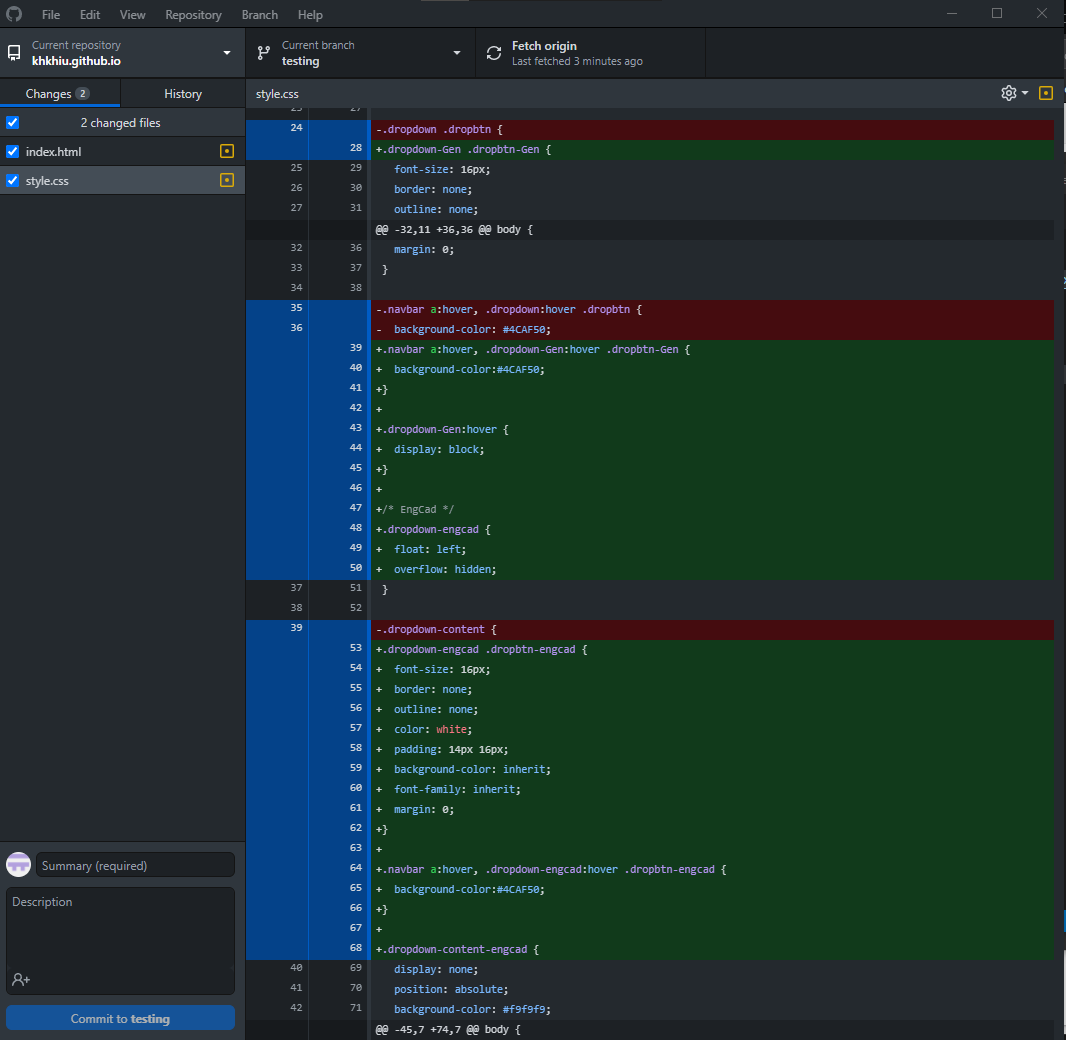 File Edit View Repository Branch Help
Current repository
khkhiu.github.io
Current branch
testing
Fetch origin
Last fetched 3 minutes ago
Changes 2 History
2 changed files
index.html
style.css
Summary (required)
Description
Commit to testing
style.css
24 -.dropdown .dropbtn {
28 +.dropdown-Gen .dropbtn-Gen {
25 29 font-size: 16px;
26 30 border: none;
27 31 outline: none;
@@ -32,11 +36,36 @@ body {
32 36 margin: 0;
33 37 }
34 38
35 -.navbar a:hover, .dropdown:hover .dropbtn {
36 - background-color: #4CAF50;
39 +.navbar a:hover, .dropdown-Gen:hover .dropbtn-Gen {
40 + background-color:#4CAF50;
41 +}
42 +
43 +.dropdown-Gen:hover {
44 + display: block;
45 +}
46 +
47 +/* EngCad */
48 +.dropdown-engcad {
49 + float: left;
50 + overflow: hidden;
37 51 }
38 52
39 -.dropdown-content {
53 +.dropdown-engcad .dropbtn-engcad {
54 + font-size: 16px;
55 + border: none;
56 + outline: none;
57 + color: white;
58 + padding: 14px 16px;
59 + background-color: inherit;
60 + font-family: inherit;
61 + margin: 0;
62 +}
63 +
64 +.navbar a:hover, .dropdown-engcad:hover .dropbtn-engcad {
65 + background-color:#4CAF50;
66 +}
67 +
68 +.dropdown-content-engcad {
40 69 display: none;
41 70 position: absolute;
42 71 background-color: #f9f9f9;
@@ -45,7 +74,7 @@ body {